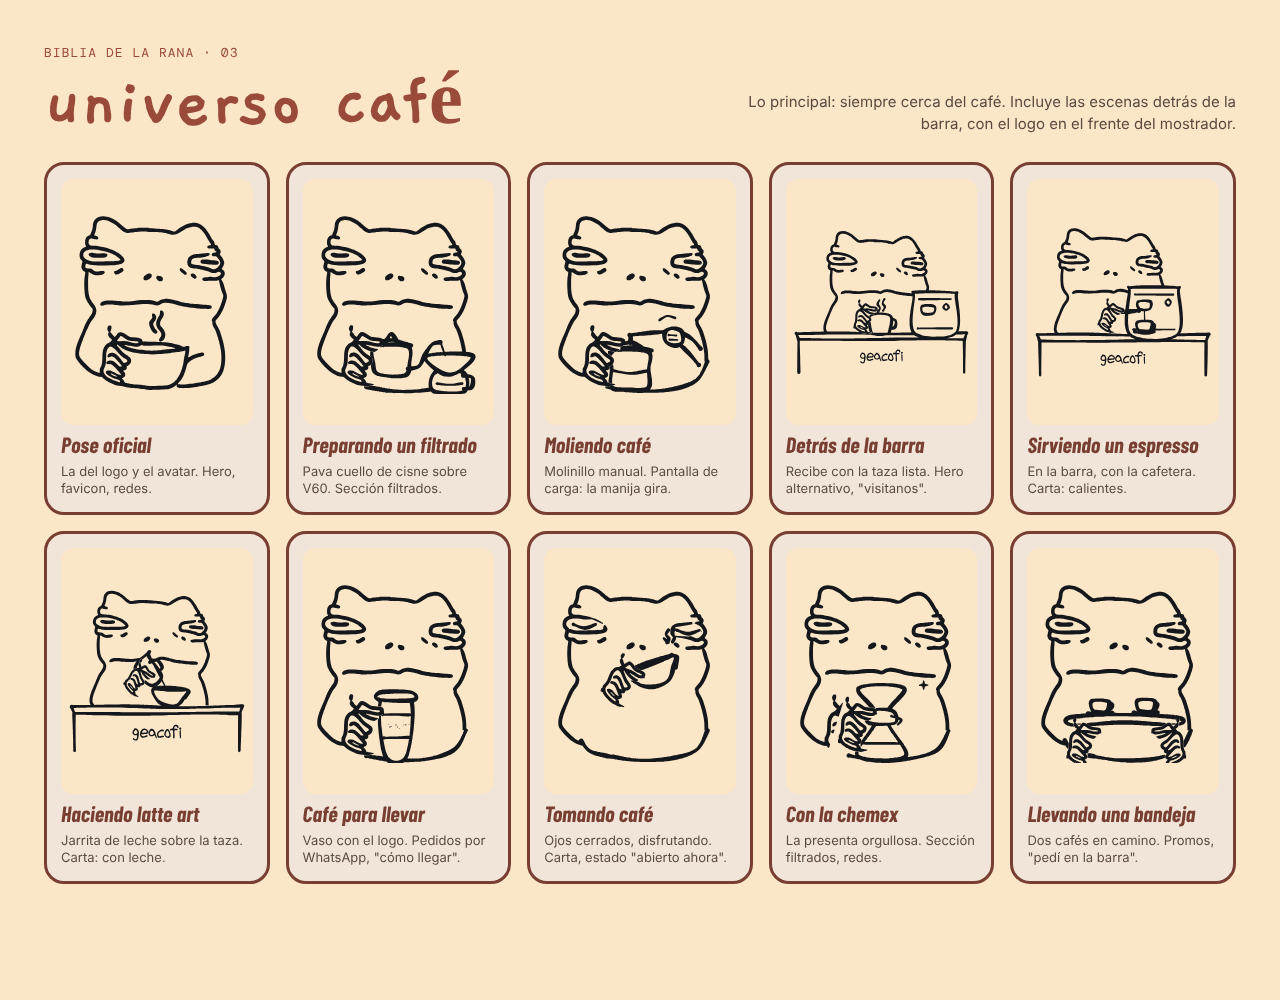 BIBLIA DE LA RANA · 03
universo café
Lo principal: siempre cerca del café. Incluye las escenas detrás de la
barra, con el logo en el frente del mostrador.
Pose oficial
La del logo y el avatar. Hero,
favicon, redes.
Preparando un filtrado
Pava cuello de cisne sobre
V60. Sección filtrados.
Moliendo café
Molinillo manual. Pantalla de
carga: la manija gira.
geacofi
Detrás de la barra
Recibe con la taza lista. Hero
alternativo, "visitanos".
geacofi
Sirviendo un espresso
En la barra, con la cafetera.
Carta: calientes.
geacofi
Haciendo latte art
Jarrita de leche sobre la taza.
Carta: con leche.
Café para llevar
Vaso con el logo. Pedidos por
WhatsApp, "cómo llegar".
Tomando café
Ojos cerrados, disfrutando.
Carta, estado "abierto ahora".
Con la chemex
La presenta orgullosa. Sección
filtrados, redes.
Llevando una bandeja
Dos cafés en camino. Promos,
"pedí en la barra".